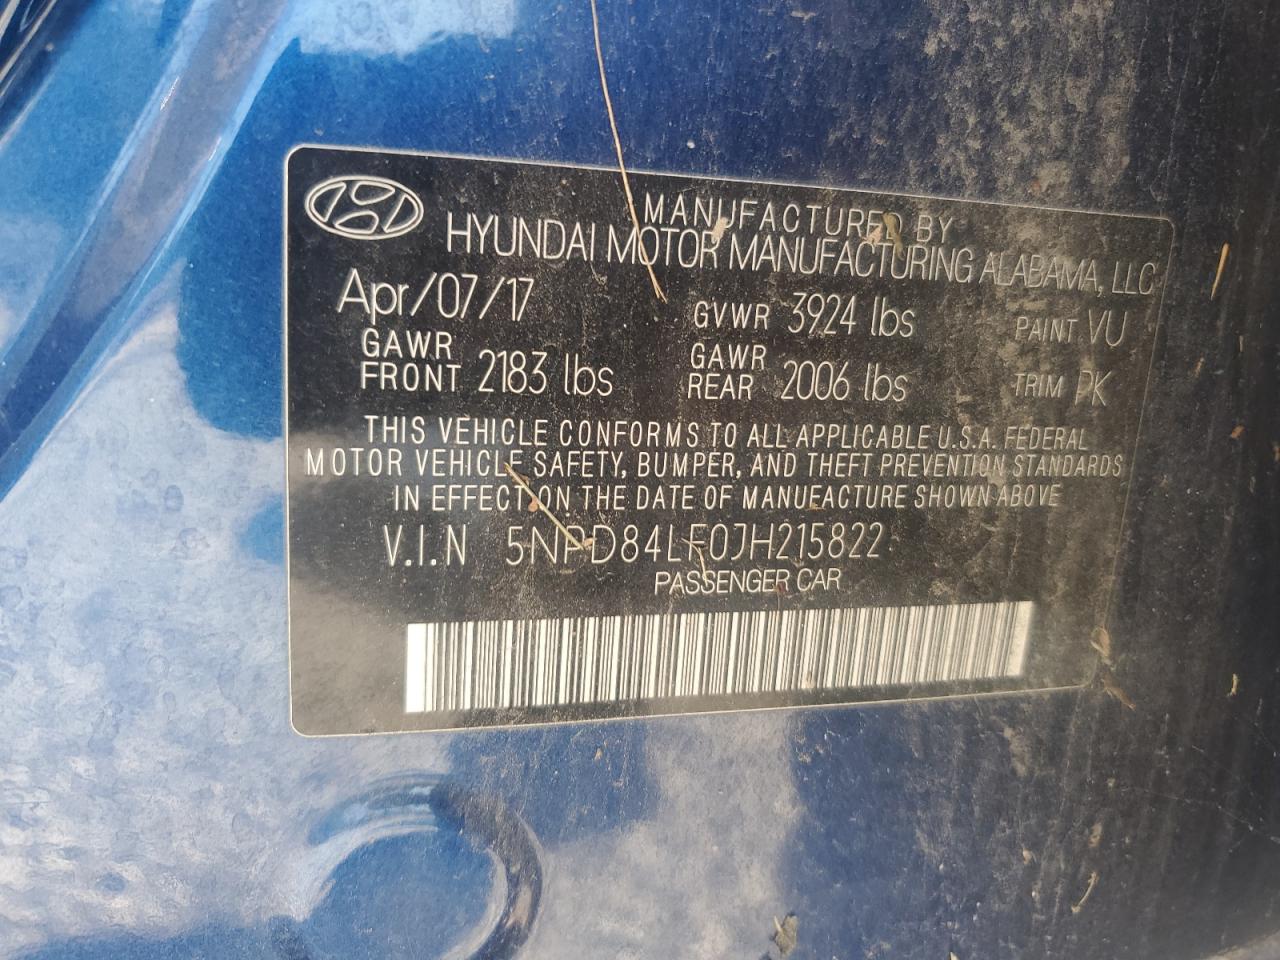 MANUFACTURED BY
HYUNDAI MOTOR MANUFACTURING ALABAMA, LLC
Apr/07/17 GVWR 3924 lbs PAINT VU
GAWR FRONT 2183 lbs GAWR REAR 2006 lbs TRIM PK
THIS VEHICLE CONFORMS TO ALL APPLICABLE U.S.A. FEDERAL
MOTOR VEHICLE SAFETY, BUMPER, AND THEFT PREVENTION STANDARDS
IN EFFECT ON THE DATE OF MANUFACTURE SHOWN ABOVE
V.I.N 5NPD84LF0JH215822
PASSENGER CAR